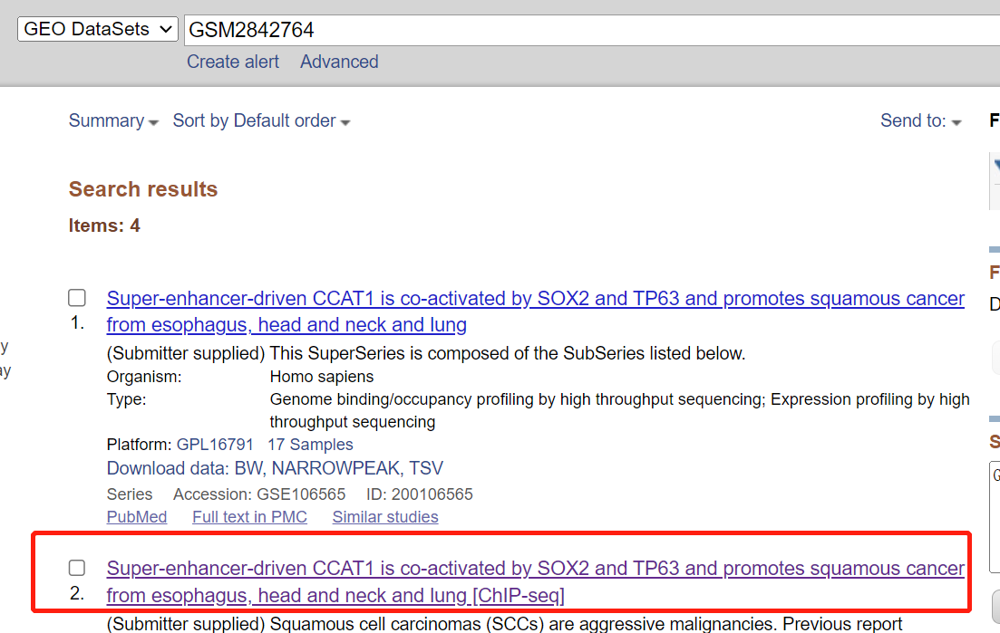 GEO DataSets GSM2842764
Create alert Advanced
Summary Sort by Default order Send to: F
Search results
Items: 4
F
D
Super-enhancer-driven CCAT1 is co-activated by SOX2 and TP63 and promotes squamous cancer
1. from esophagus, head and neck and lung
y
(Submitter supplied) This SuperSeries is composed of the SubSeries listed below.
ay
Organism: Homo sapiens
Type: Genome binding/occupancy profiling by high throughput sequencing; Expression profiling by high
throughput sequencing
S
Platform: GPL16791 17 Samples
Download data: BW, NARROWPEAK, TSV
G
Series Accession: GSE106565 ID: 200106565
PubMed Full text in PMC Similar studies
Super-enhancer-driven CCAT1 is co-activated by SOX2 and TP63 and promotes squamous cancer
2. from esophagus, head and neck and lung [ChIP-seq]
(Submitter supplied) Squamous cell carcinomas (SCCs) are aggressive malignancies. Previous report